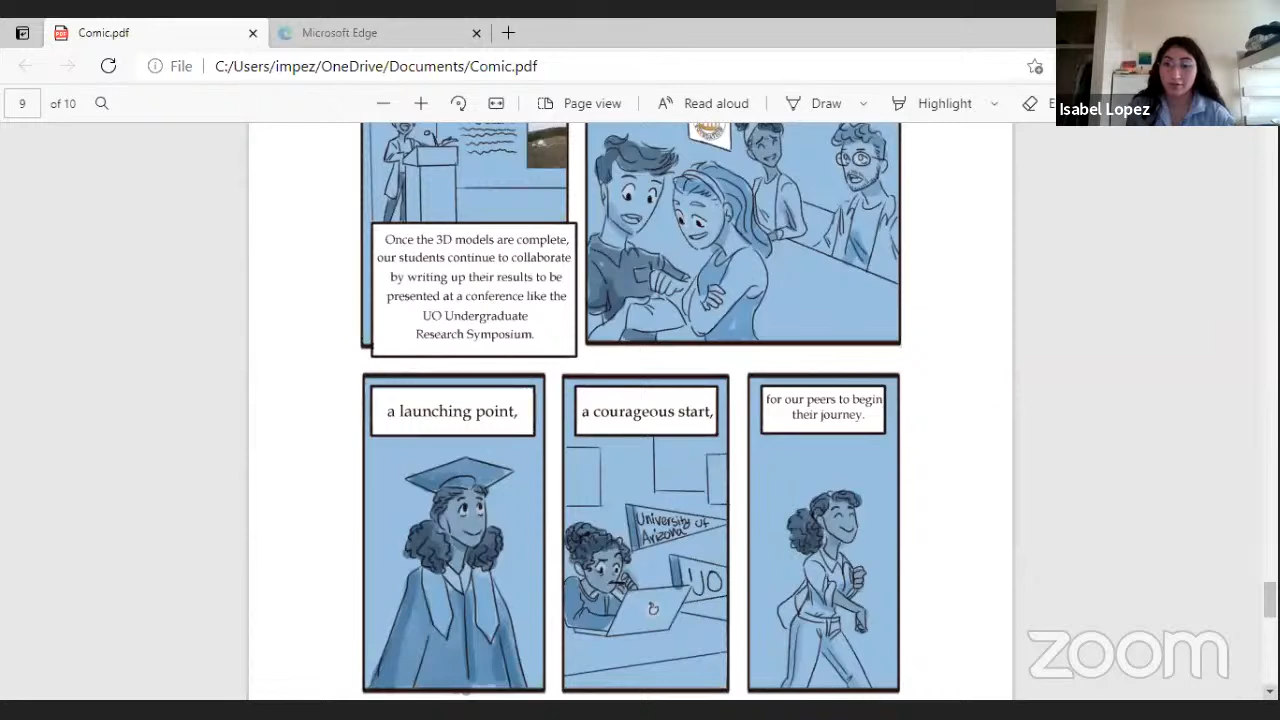 Comic.pdf
Microsoft Edge
File
C:/Users/impez/OneDrive/Documents/Comic.pdf
9 of 10
Page view
Read aloud
Draw
Highlight
Isabel Lopez
Once the 3D models are complete,
our students continue to collaborate
by writing up their results to be
presented at a conference like the
UO Undergraduate
Research Symposium.
a launching point,
a courageous start,
for our peers to begin
their journey.
University of
Arizona
UO
zoom